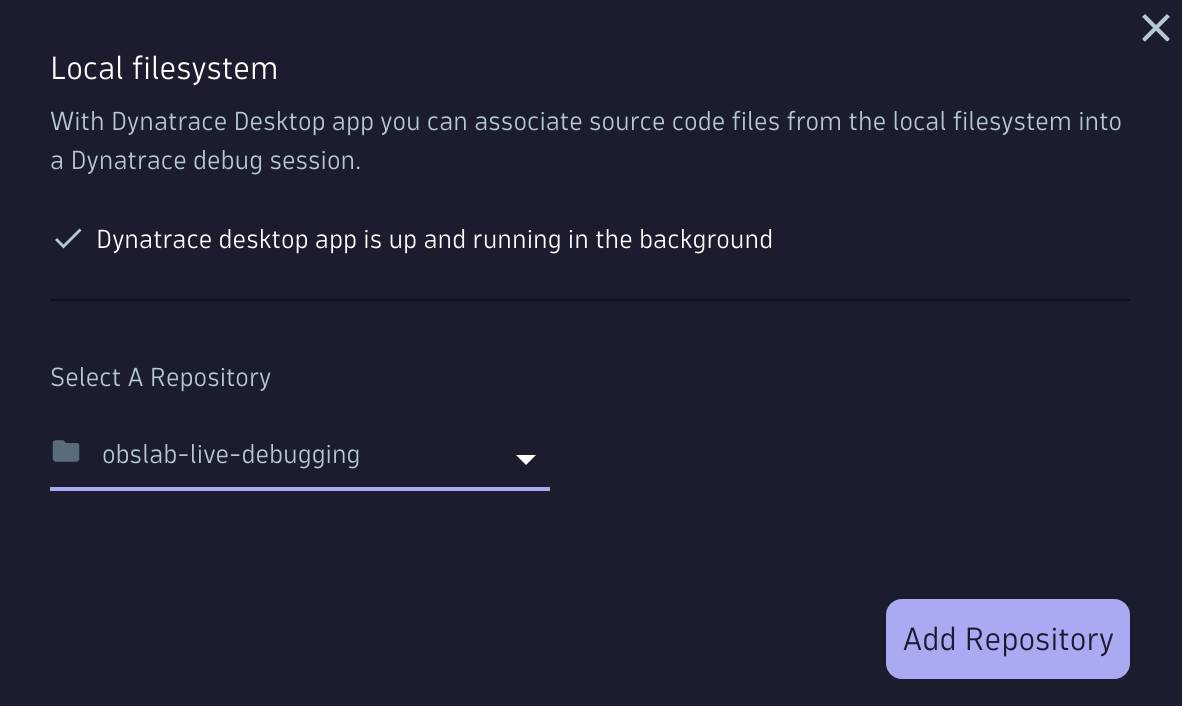 Local filesystem
With Dynatrace Desktop app you can associate source code files from the local filesystem into
a Dynatrace debug session.
Dynatrace desktop app is up and running in the background
Select A Repository
obslab-live-debugging
Add Repository